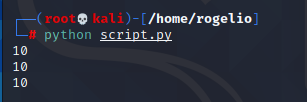 (root💀kali)-[/home/rogelio]
# python script.py
10
10
10